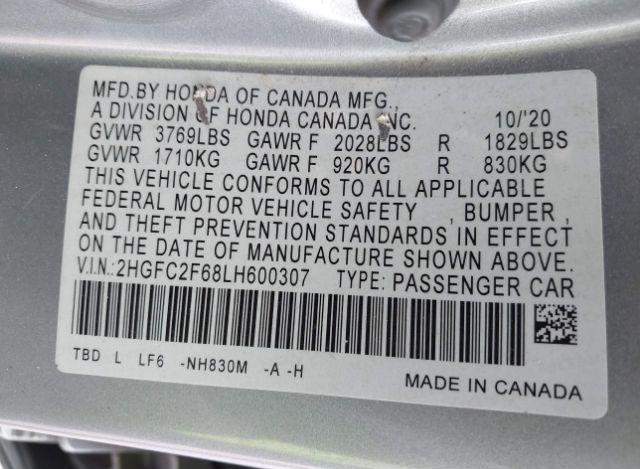 MFD.BY HONDA OF CANADA MFG.,
A DIVISION OF HONDA CANADA INC. 10/'20
GVWR 3769LBS GAWR F 2028LBS R 1829LBS
GVWR 1710KG GAWR F 920KG R 830KG
THIS VEHICLE CONFORMS TO ALL APPLICABLE
FEDERAL MOTOR VEHICLE SAFETY , BUMPER ,
AND THEFT PREVENTION STANDARDS IN EFFECT
ON THE DATE OF MANUFACTURE SHOWN ABOVE.
V.I.N.:2HGFC2F68LH600307 TYPE: PASSENGER CAR
TBD L LF6 -NH830M -A -H
MADE IN CANADA